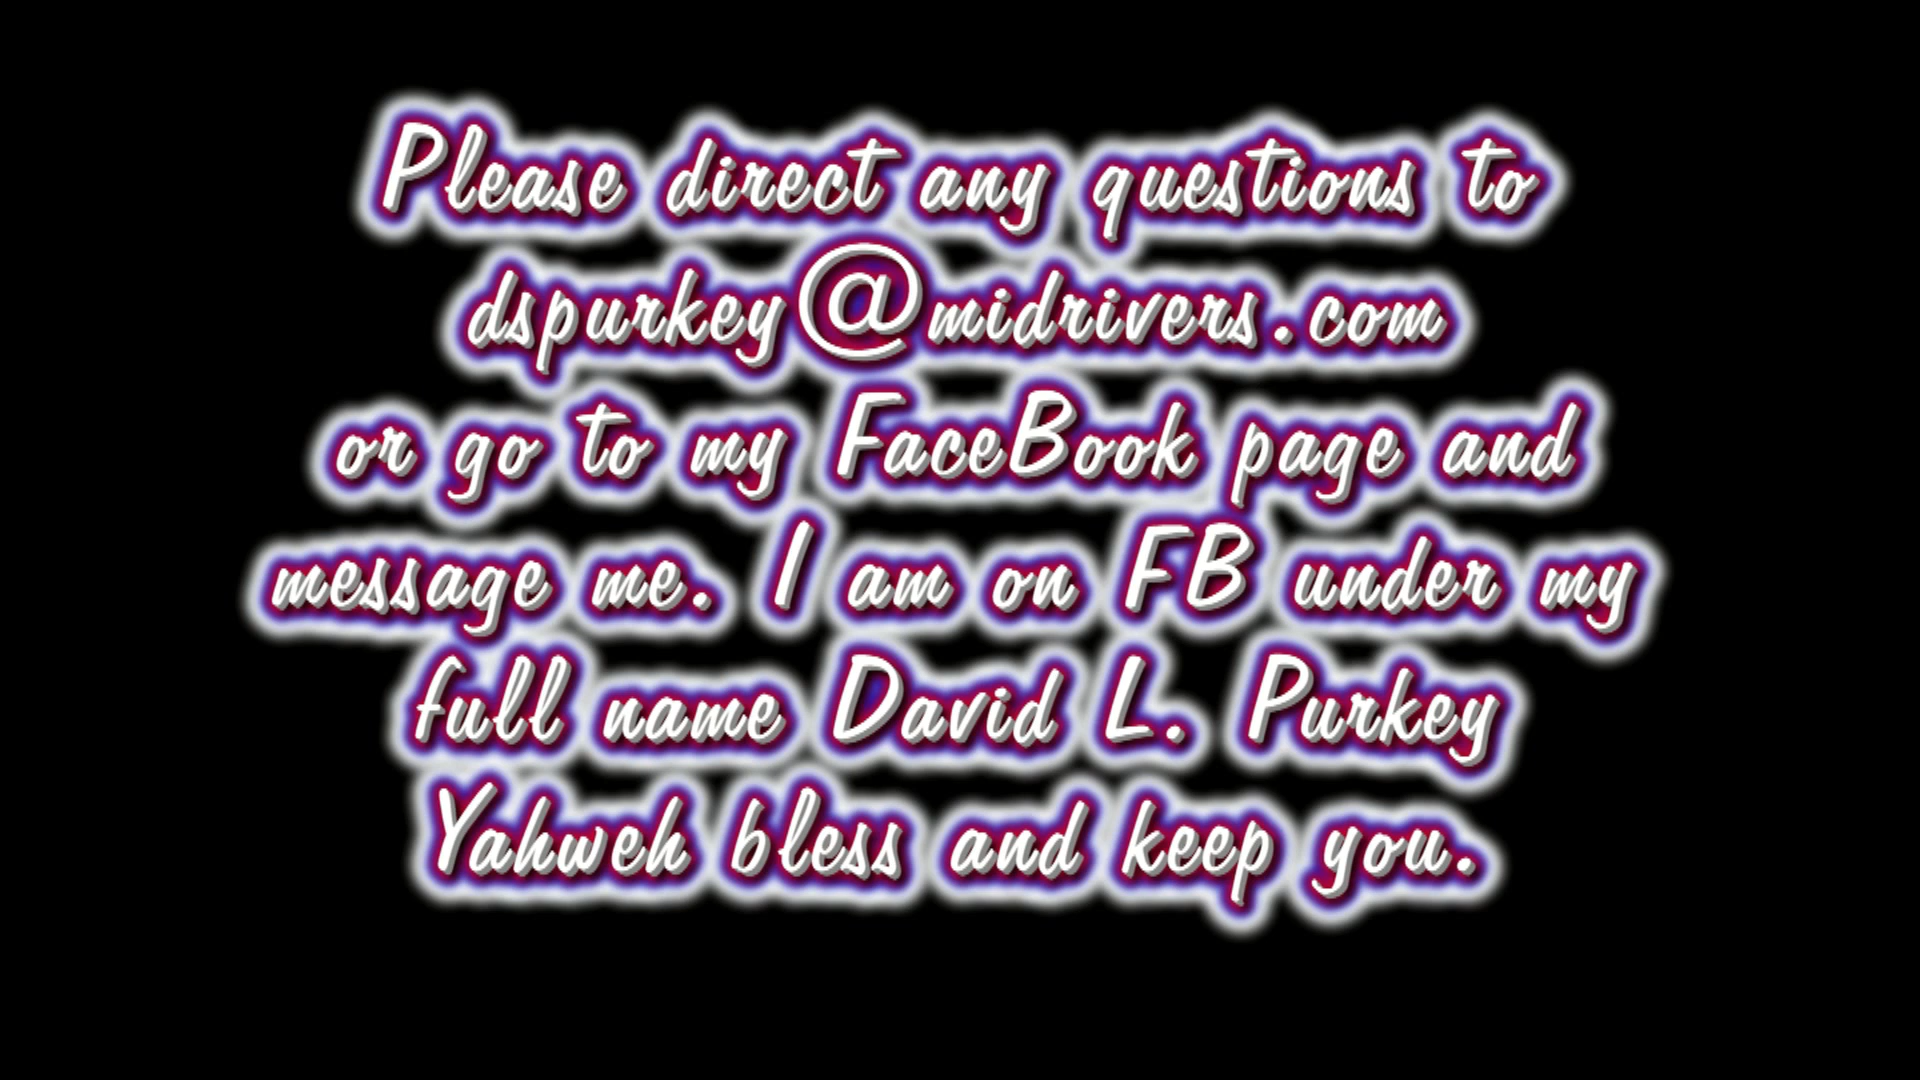 Please direct any questions to
dspurkey@midrivers.com
or go to my FaceBook page and
message me. I am on FB under my
full name David L. Purkey
Yahweh bless and keep you.